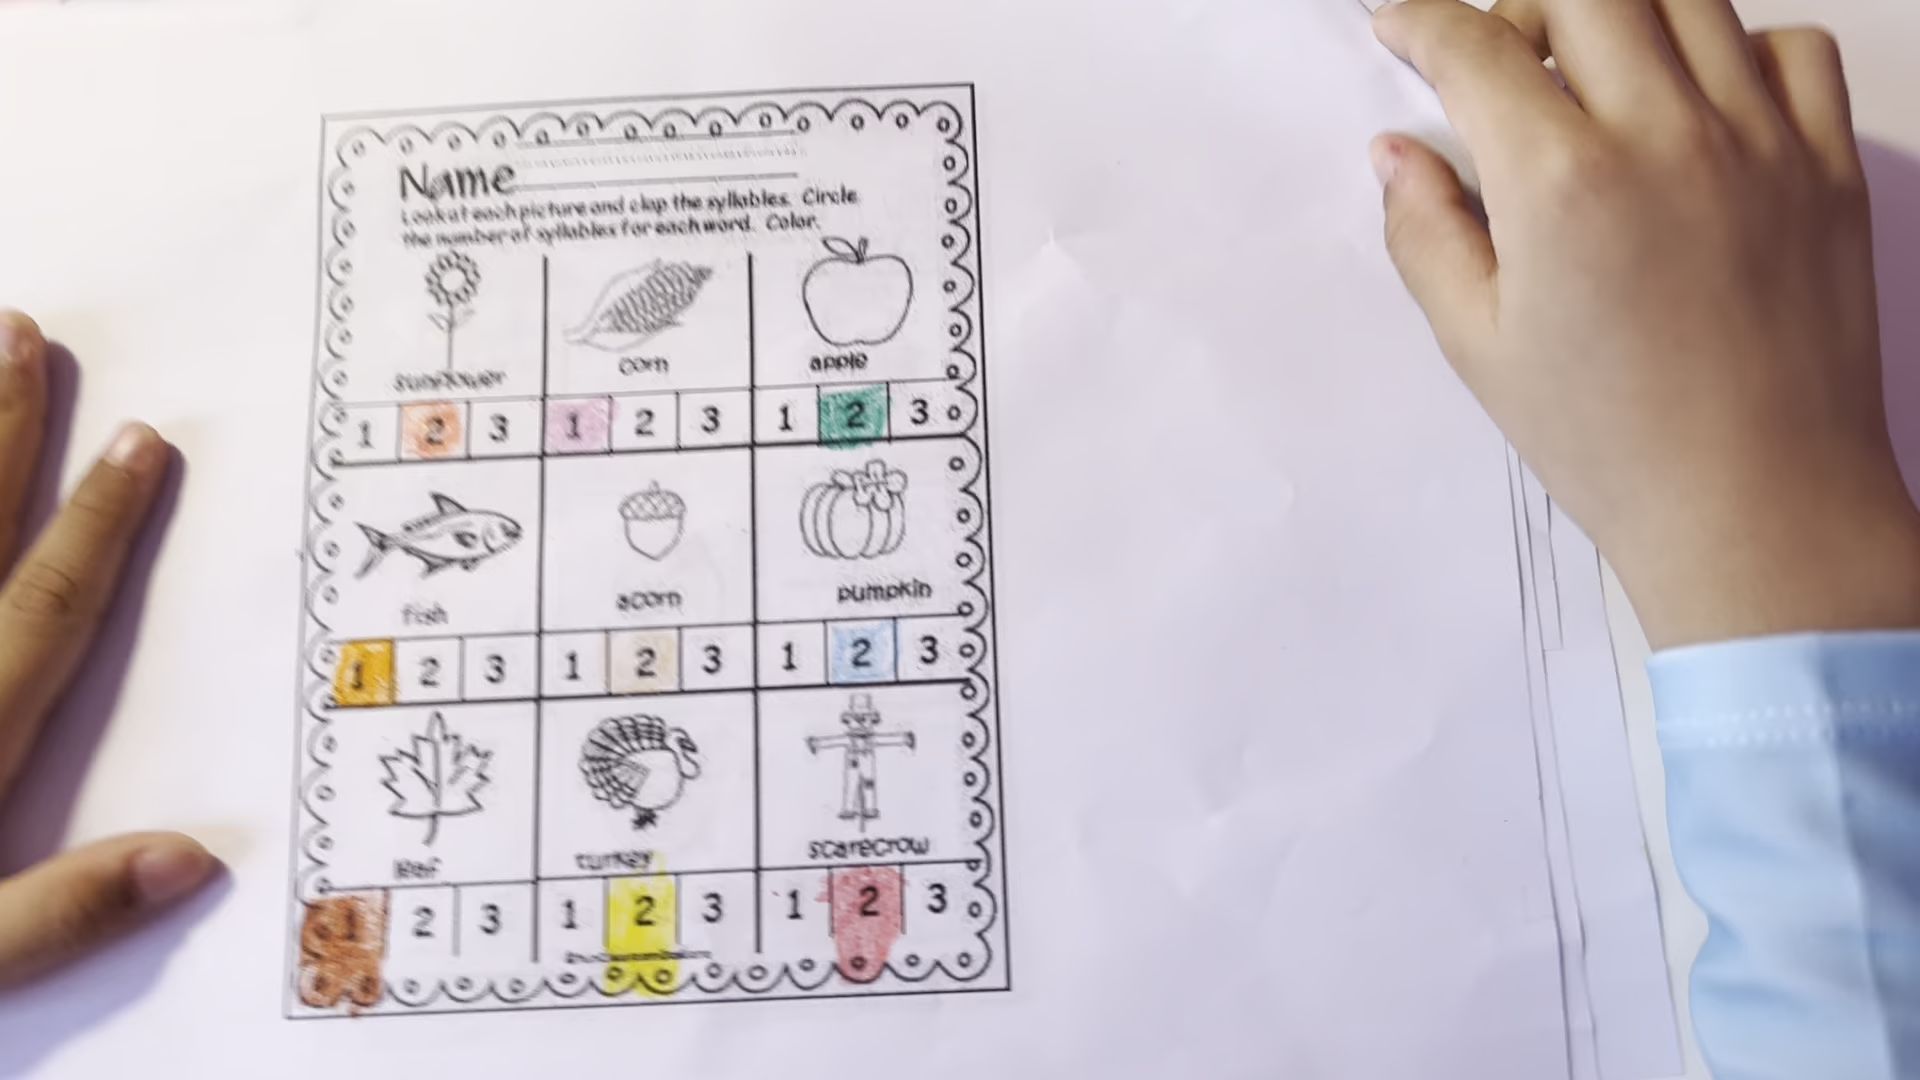 Name
Look at each picture and clap the syllables. Circle
the number of syllables for each word. Color.
sunflower corn apple
1 2 3 1 2 3 1 2 3
fish acorn pumpkin
1 2 3 1 2 3 1 2 3
leaf turkey scarecrow
1 2 3 1 2 3 1 2 3